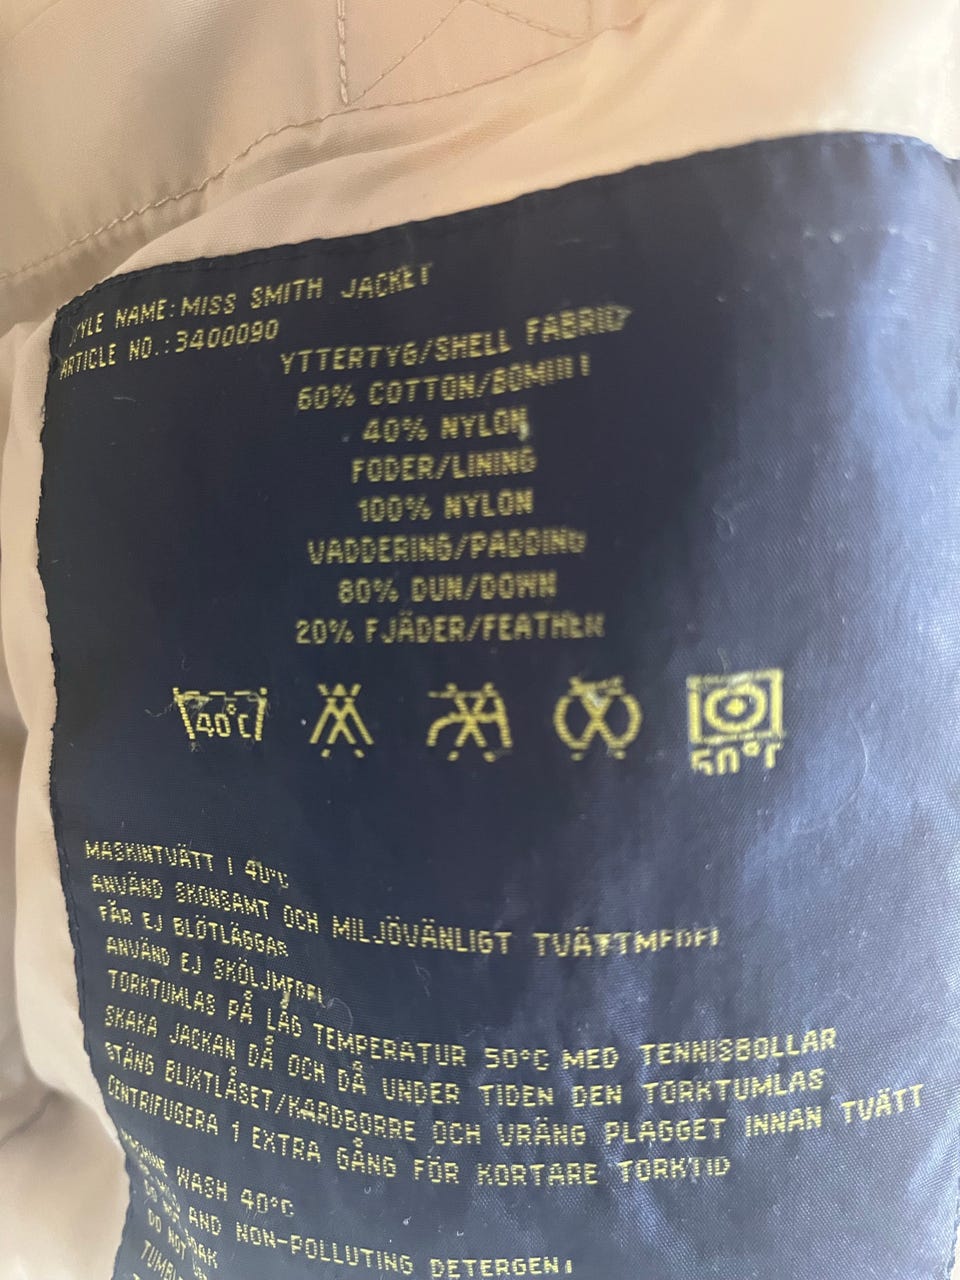 STYLE NAME: MISS SMITH JACKET
ARTICLE NO.: 3400090
YTTERTYG/SHELL FABRIC
60% COTTON/BOMULL
40% NYLON
FODER/LINING
100% NYLON
VADDERING/PADDING
80% DUN/DOWN
20% FJÄDER/FEATHER
40°C
50°C
MASKINTVÄTT I 40°C
ANVÄND SKONSAMT OCH MILJÖVÄNLIGT TVÄTTMEDEL
FÅR EJ BLÖTLÄGGAS
ANVÄND EJ SKÖLJMEDEL
TORKTUMLAS PÅ LÅG TEMPERATUR 50°C MED TENNISBOLLAR
SKAKA JACKAN DÅ OCH DÅ UNDER TIDEN DEN TORKTUMLAS
STÄNG BLIXTLÅSET/KARDBORRE OCH VRÄNG PLAGGET INNAN TVÄTT
CENTRIFUGERA 1 EXTRA GÅNG FÖR KORTARE TORKTID
MACHINE WASH 40°C
AND NON-POLLUTING DETERGENT
DO NOT SOAK
DO NOT
TUMBLE